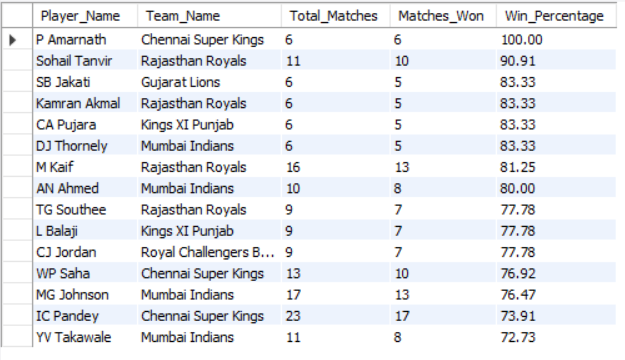 Player_Name Team_Name Total_Matches Matches_Won Win_Percentage
P Amarnath Chennai Super Kings 6 6 100.00
Sohail Tanvir Rajasthan Royals 11 10 90.91
SB Jakati Gujarat Lions 6 5 83.33
Kamran Akmal Rajasthan Royals 6 5 83.33
CA Pujara Kings XI Punjab 6 5 83.33
DJ Thornely Mumbai Indians 6 5 83.33
M Kaif Rajasthan Royals 16 13 81.25
AN Ahmed Mumbai Indians 10 8 80.00
TG Southee Rajasthan Royals 9 7 77.78
L Balaji Kings XI Punjab 9 7 77.78
CJ Jordan Royal Challengers B... 9 7 77.78
WP Saha Chennai Super Kings 13 10 76.92
MG Johnson Mumbai Indians 17 13 76.47
IC Pandey Chennai Super Kings 23 17 73.91
YV Takawale Mumbai Indians 11 8 72.73